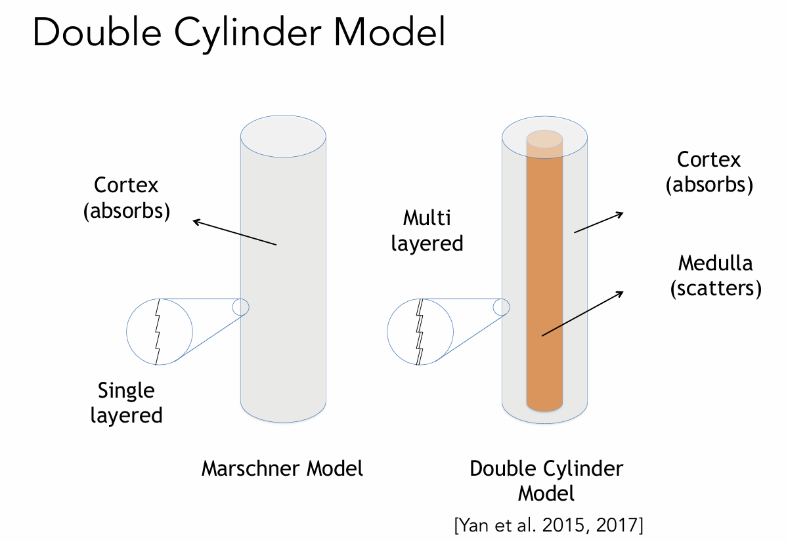 Double Cylinder Model
Cortex
(absorbs)
Single
layered
Marschner Model
Multi
layered
Cortex
(absorbs)
Medulla
(scatters)
Double Cylinder
Model
[Yan et al. 2015, 2017]